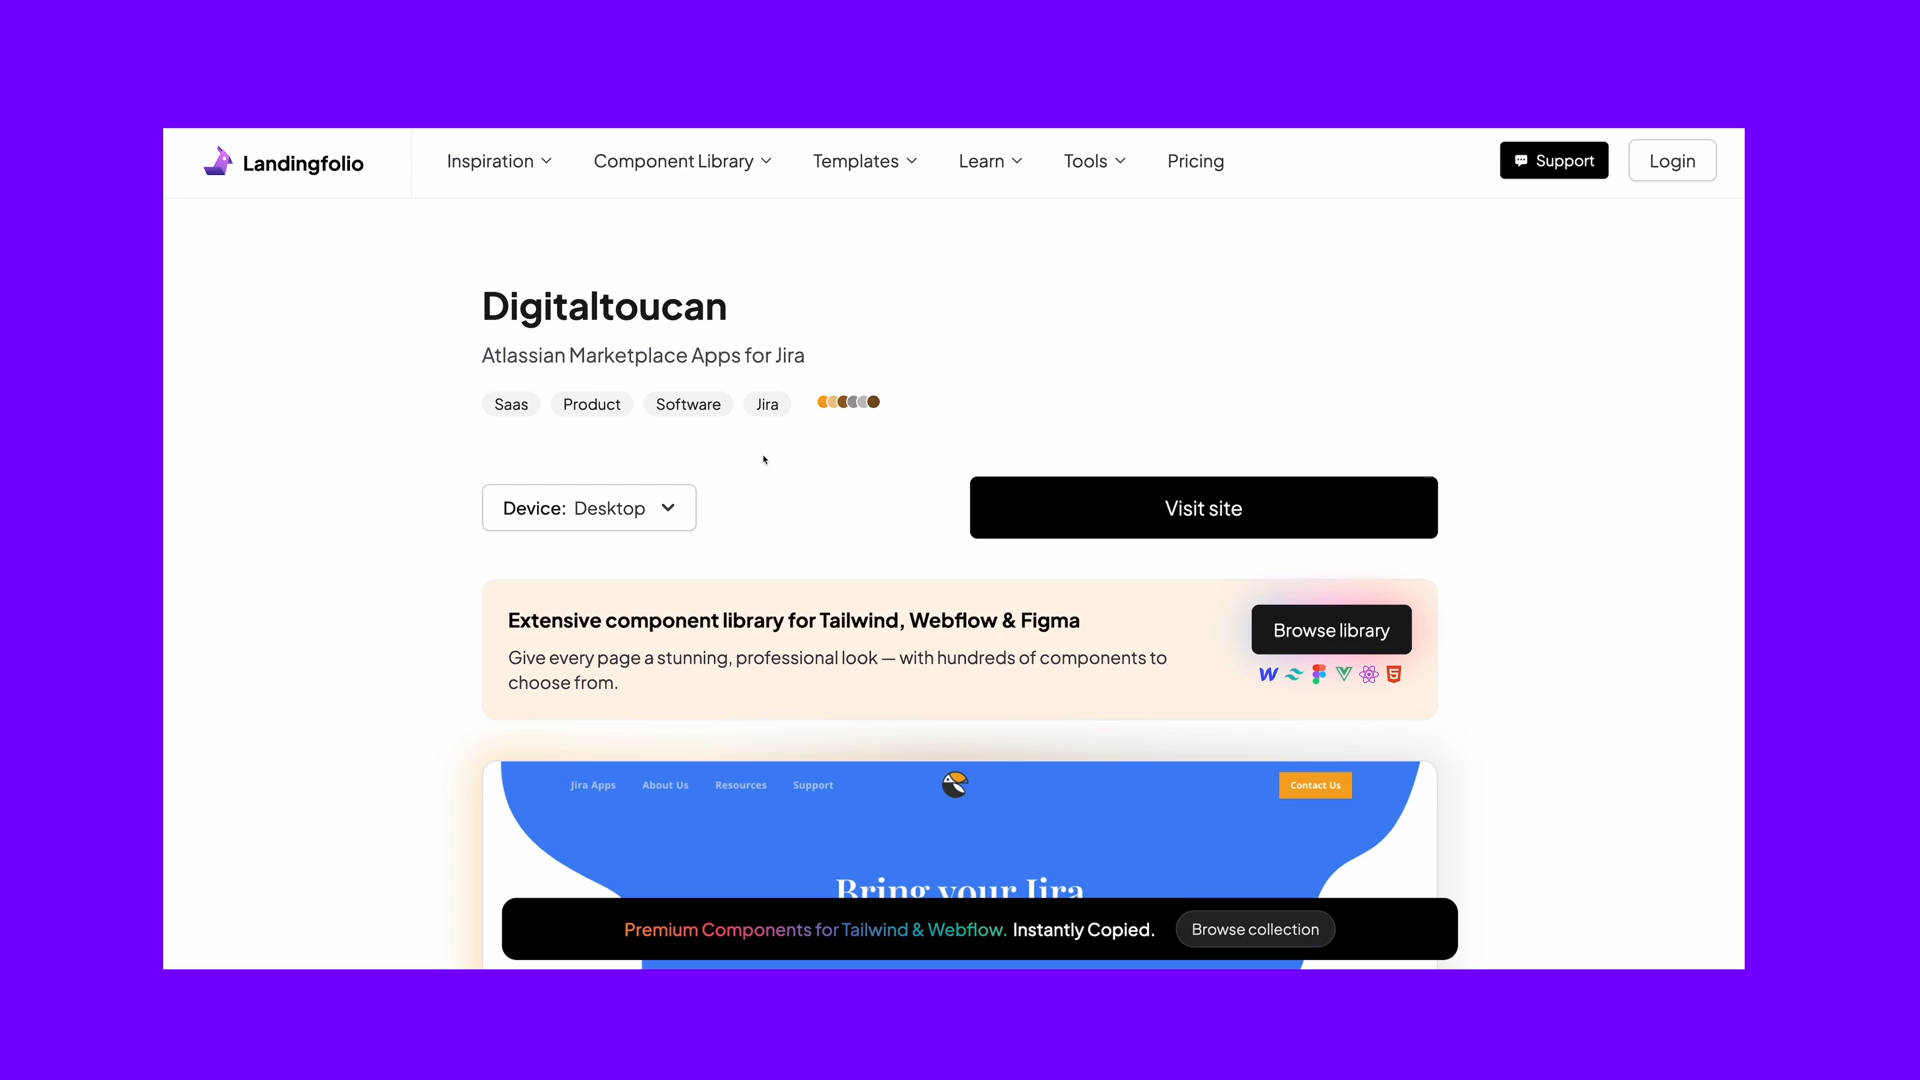 Landingfolio
Inspiration
Component Library
Templates
Learn
Tools
Pricing
Support
Login
Digitaltoucan
Atlassian Marketplace Apps for Jira
Saas
Product
Software
Jira
Device: Desktop
Visit site
Extensive component library for Tailwind, Webflow & Figma
Give every page a stunning, professional look — with hundreds of components to
choose from.
Browse library
Jira Apps
About Us
Resources
Support
Contact Us
Bring your Jira
Premium Components for Tailwind & Webflow. Instantly Copied.
Browse collection